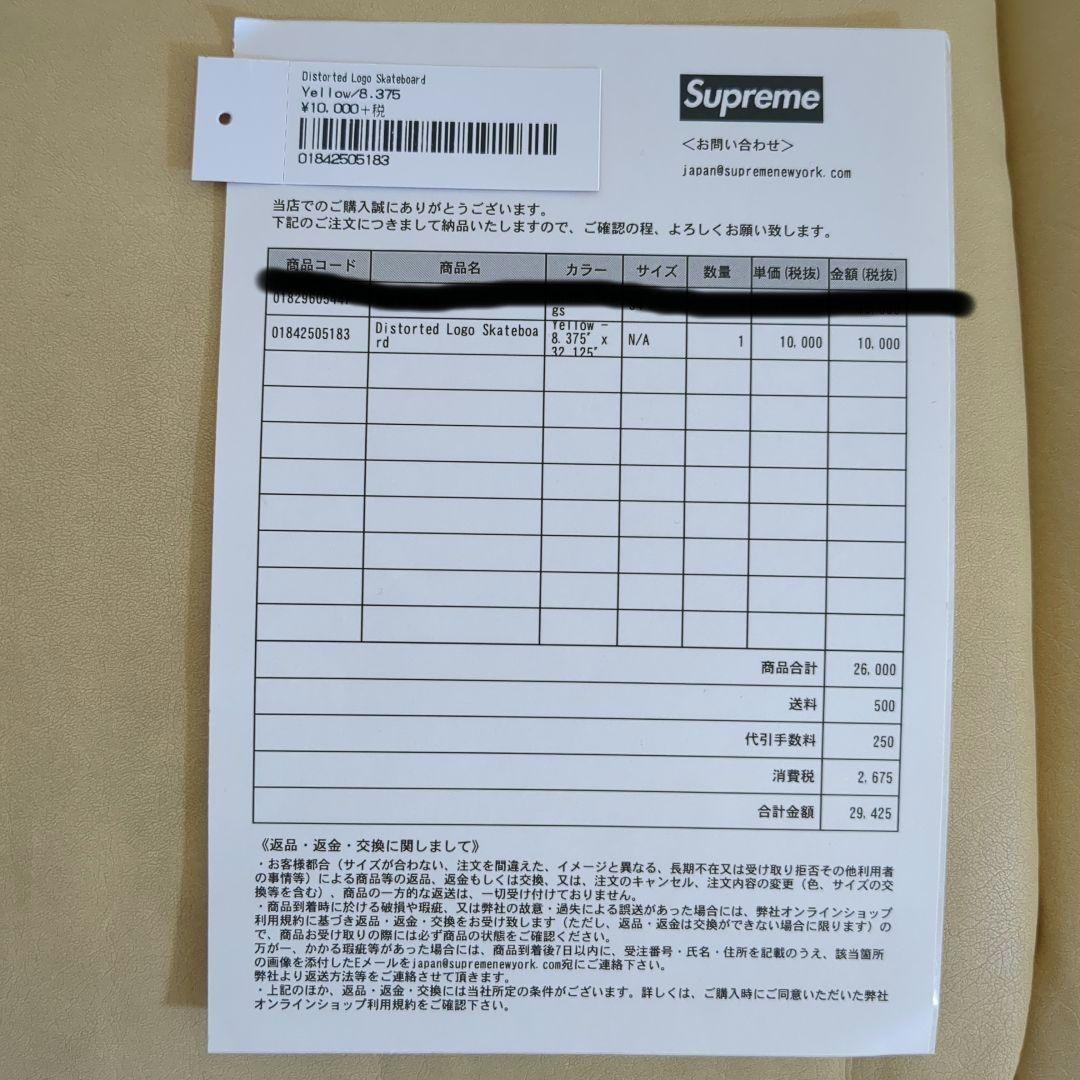 Distorted Logo Skateboard
Yellow/8.375
¥10.000+税
01842505183
Supreme
＜お問い合わせ＞
japan@supremenewyork.com
当店でのご購入誠にありがとうございます。
下記のご注文につきまして納品いたしますので、ご確認の程、よろしくお願い致します。
商品コード 商品名 カラー サイズ 数量 単価(税抜) 金額(税抜)
gs
01842505183 Distorted Logo Skateboa
rd
Yellow -
8.375" x
32.125"
N/A 1 10,000 10,000
商品合計 26,000
送料 500
代引手数料 250
消費税 2,675
合計金額 29,425
《返品・返金・交換に関しまして》
・お客様都合（サイズが合わない、注文を間違えた、イメージと異なる、長期不在又は受け取り拒否その他利用者
の事情等）による商品等の返品、返金もしくは交換、又は、注文のキャンセル、注文内容の変更（色、サイズの交
換等を含む）、商品の一方的な返送は、一切受け付けておりません。
・商品到着時に於ける破損や瑕疵、又は弊社の故意・過失による誤送があった場合には、弊社オンラインショップ
利用規約に基づき返品・返金・交換をお受け致します（ただし、返品・返金は交換ができない場合に限ります）の
で、商品お受け取りの際には必ず商品の状態をご確認ください。
万が一、かかる瑕疵等があった場合には、商品到着後7日以内に、受注番号・氏名・住所を記載のうえ、該当箇所
の画像を添付したEメールをjapan@supremenewyork.com宛にご連絡下さい。
弊社より返送方法等をご連絡させて頂きます。
・上記のほか、返品・返金・交換には当社所定の条件がございます。詳しくは、ご購入時にご同意いただいた弊社
オンラインショップ利用規約をご確認下さい。